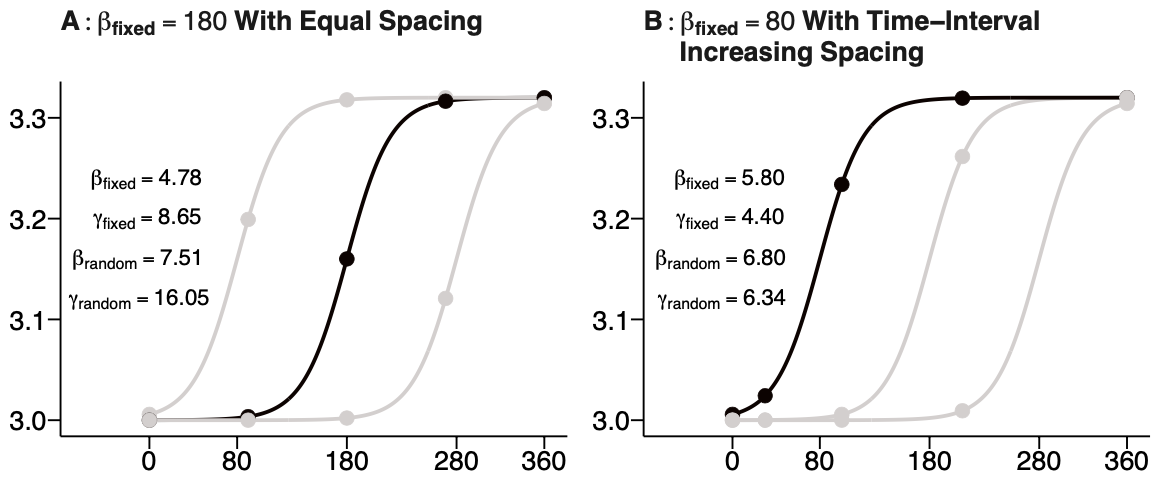 A : βfixed = 180 With Equal Spacing
3.3
3.2
3.1
3.0
βfixed = 4.78
γfixed = 8.65
βrandom = 7.51
γrandom = 16.05
0 80 180 280 360
B : βfixed = 80 With Time−Interval
Increasing Spacing
3.3
3.2
3.1
3.0
βfixed = 5.80
γfixed = 4.40
βrandom = 6.80
γrandom = 6.34
0 80 180 280 360